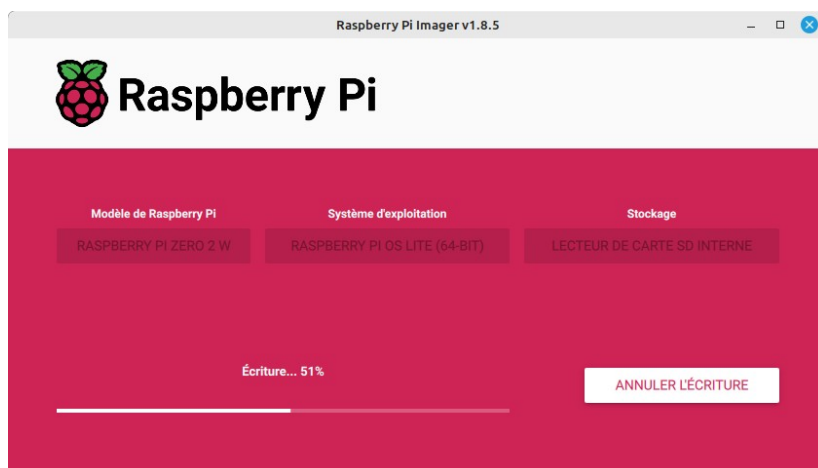 Raspberry Pi Imager v1.8.5
Raspberry Pi
Modèle de Raspberry Pi
Système d'exploitation
Stockage
RASPBERRY PI ZERO 2 W
RASPBERRY PI OS LITE (64-BIT)
LECTEUR DE CARTE SD INTERNE
Écriture... 51%
ANNULER L'ÉCRITURE